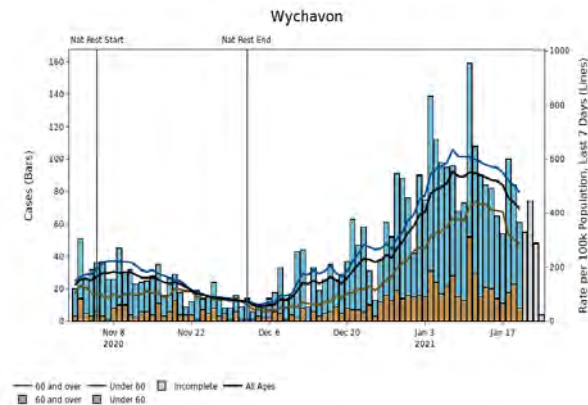 Wychavon
Nat Rest Start
Nat Rest End
Cases (Bars)
160
140
120
100
80
60
40
20
0
Rate per 100k Population, Last 7 Days (Lines)
1000
800
600
400
200
0
Nov 8
2020
Nov 22
Dec 6
Dec 20
Jan 3
2021
Jan 17
60 and over
Under 60
Incomplete
All Ages
60 and over
Under 60